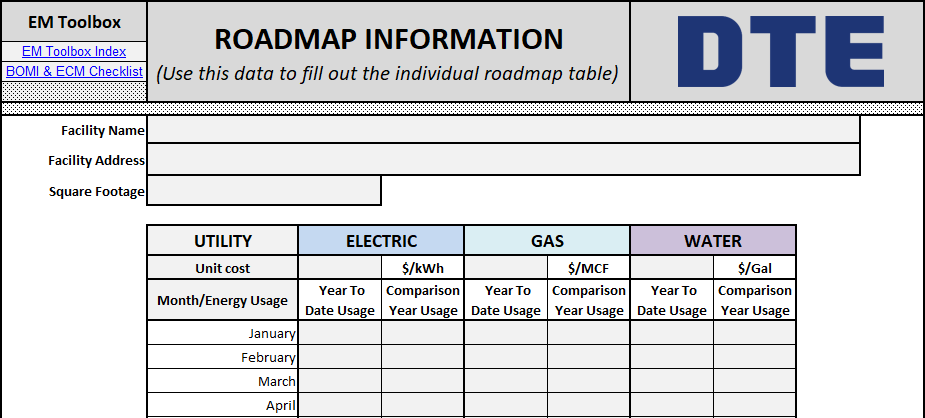 EM Toolbox
EM Toolbox Index
BOMI & ECM Checklist
ROADMAP INFORMATION
(Use this data to fill out the individual roadmap table)
DTE
Facility Name
Facility Address
Square Footage
UTILITY ELECTRIC GAS WATER
Unit cost $/kWh $/MCF $/Gal
Month/Energy Usage
Year To Comparison Year To Comparison Year To Comparison
Date Usage Year Usage Date Usage Year Usage Date Usage Year Usage
January
February
March
April